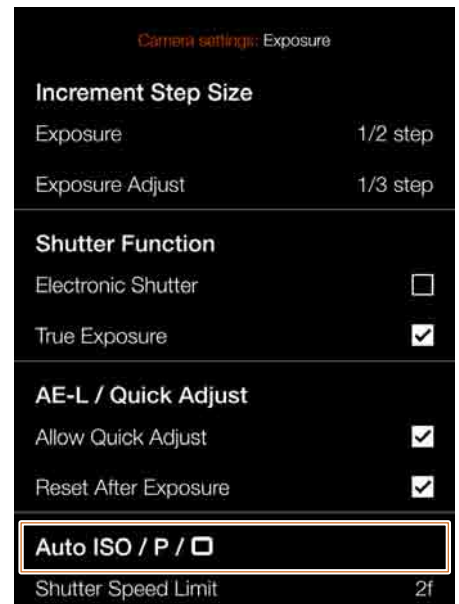 Camera settings: Exposure
Increment Step Size
Exposure 1/2 step
Exposure Adjust 1/3 step
Shutter Function
Electronic Shutter
True Exposure
AE-L / Quick Adjust
Allow Quick Adjust
Reset After Exposure
Auto ISO / P /
Shutter Speed Limit 2f